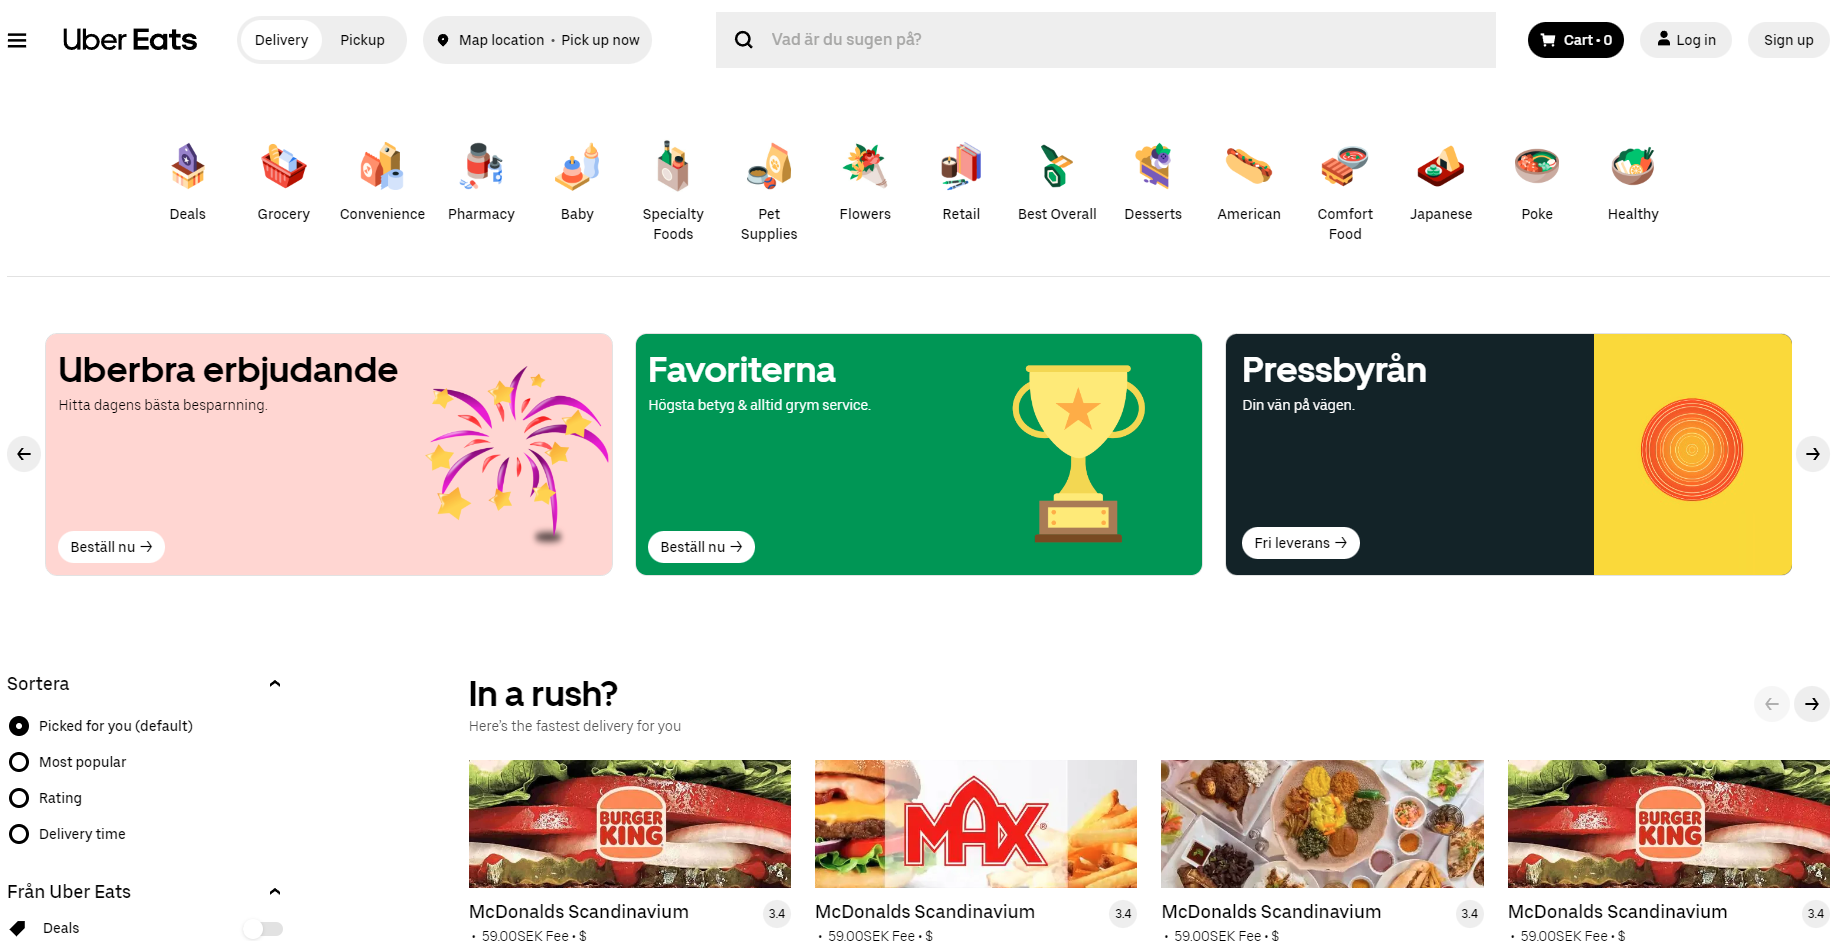 Uber Eats
Delivery
Pickup
Map location • Pick up now
Vad är du sugen på?
Cart • 0
Log in
Sign up
Deals
Grocery
Convenience
Pharmacy
Baby
Specialty
Foods
Pet
Supplies
Flowers
Retail
Best Overall
Desserts
American
Comfort
Food
Japanese
Poke
Healthy
Uberbra erbjudande
Hitta dagens bästa besparnning.
Beställ nu →
Favoriterna
Högsta betyg & alltid grym service.
Beställ nu →
Pressbyrån
Din vän på vägen.
Fri leverans →
Sortera
Picked for you (default)
Most popular
Rating
Delivery time
Från Uber Eats
Deals
In a rush?
Here's the fastest delivery for you
BURGER
KING
McDonalds Scandinavium
3.4
• 59.00SEK Fee • $
MAX®
McDonalds Scandinavium
3.4
• 59.00SEK Fee • $
McDonalds Scandinavium
3.4
• 59.00SEK Fee • $
BURGER
KING
McDonalds Scandinavium
3.4
• 59.00SEK Fee • $